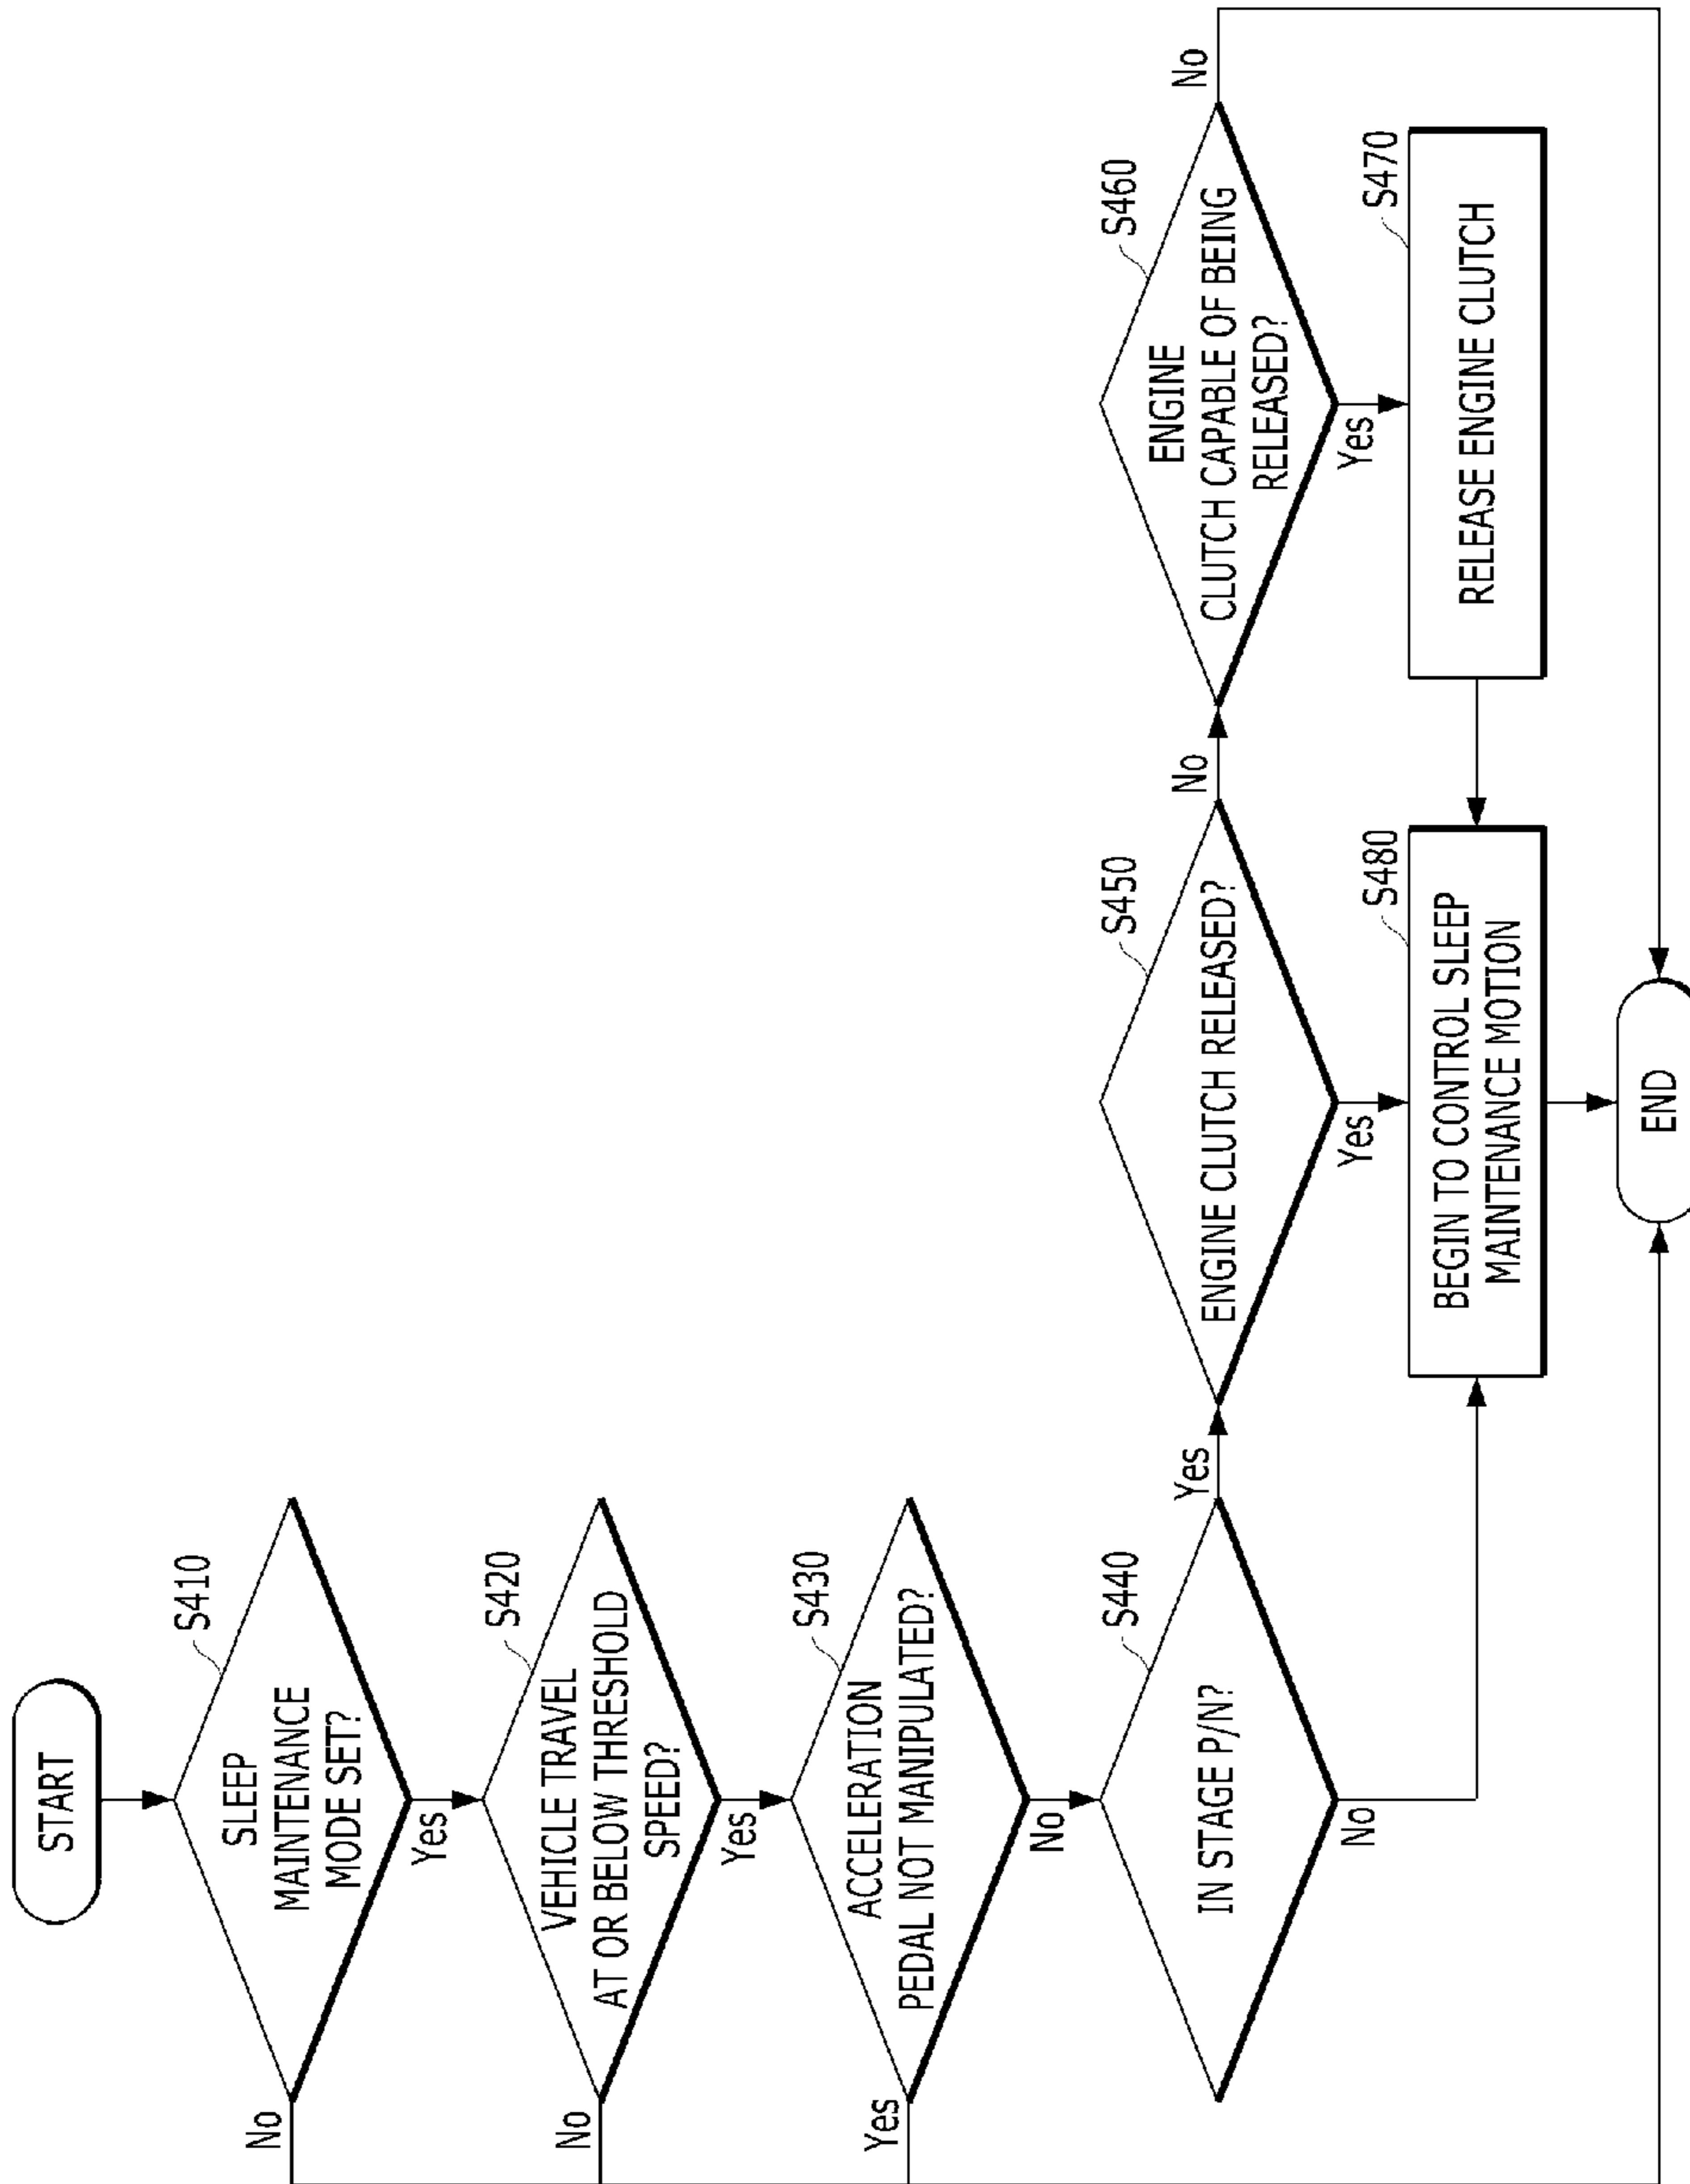 START
S410
SLEEP
MAINTENANCE
MODE SET?
No
Yes
S420
VEHICLE TRAVEL
AT OR BELOW THRESHOLD
SPEED?
No
Yes
S430
ACCELERATION
PEDAL NOT MANIPULATED?
Yes
No
S440
IN STAGE P/N?
Yes
No
S450
ENGINE CLUTCH RELEASED?
No
Yes
S460
ENGINE
CLUTCH CAPABLE OF BEING
RELEASED?
No
Yes
S470
RELEASE ENGINE CLUTCH
S480
BEGIN TO CONTROL SLEEP
MAINTENANCE MOTION
END